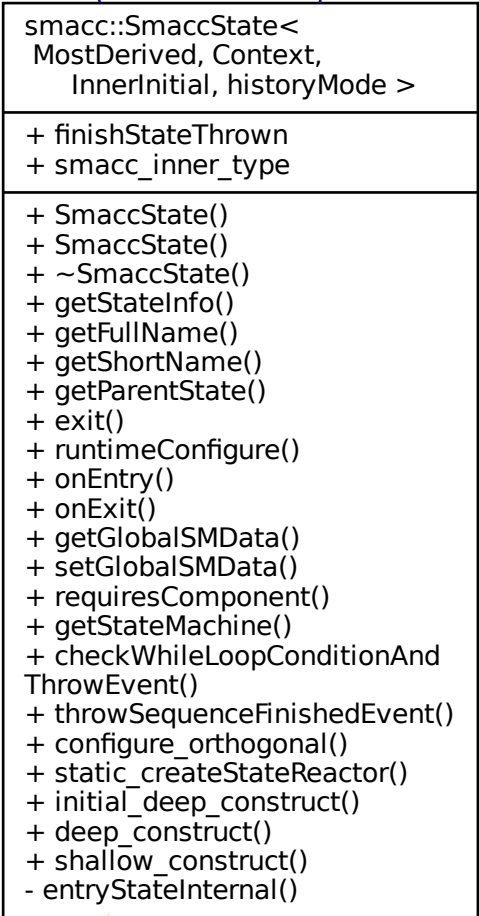 smacc::SmaccState<
MostDerived, Context,
InnerInitial, historyMode >
+ finishStateThrown
+ smacc_inner_type
+ SmaccState()
+ SmaccState()
+ ~SmaccState()
+ getStateInfo()
+ getFullName()
+ getShortName()
+ getParentState()
+ exit()
+ runtimeConfigure()
+ onEntry()
+ onExit()
+ getGlobalSMData()
+ setGlobalSMData()
+ requiresComponent()
+ getStateMachine()
+ checkWhileLoopConditionAnd
ThrowEvent()
+ throwSequenceFinishedEvent()
+ configure_orthogonal()
+ static_createStateReactor()
+ initial_deep_construct()
+ deep_construct()
+ shallow_construct()
- entryStateInternal()